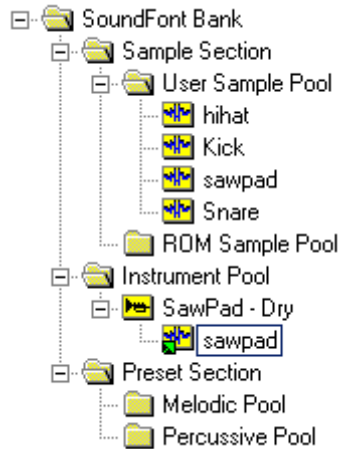 SoundFont Bank
Sample Section
User Sample Pool
hihat
Kick
sawpad
Snare
ROM Sample Pool
Instrument Pool
SawPad - Dry
sawpad
Preset Section
Melodic Pool
Percussive Pool